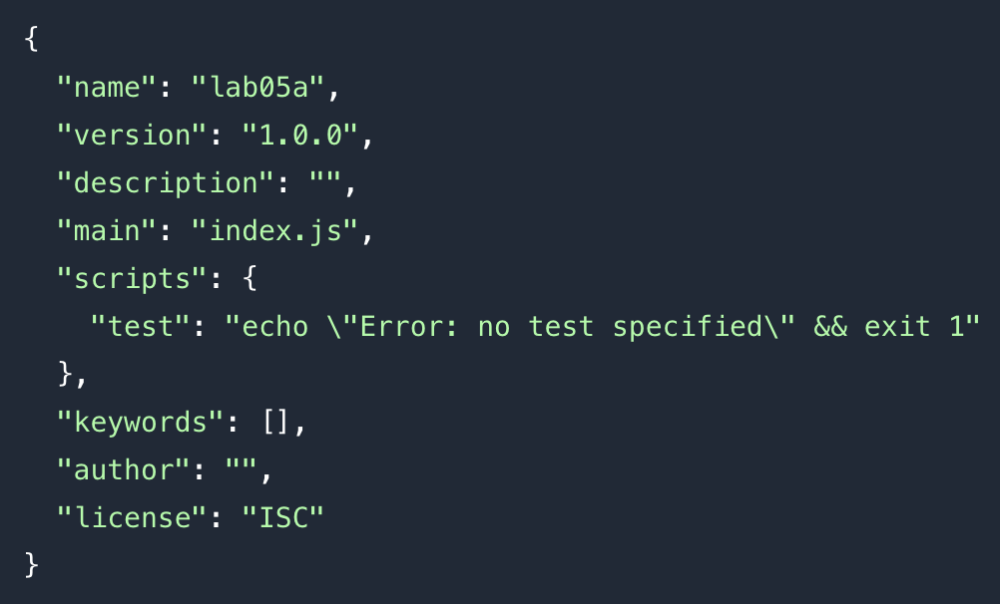 {
  "name": "lab05a",
  "version": "1.0.0",
  "description": "",
  "main": "index.js",
  "scripts": {
    "test": "echo \"Error: no test specified\" && exit 1"
  },
  "keywords": [],
  "author": "",
  "license": "ISC"
}